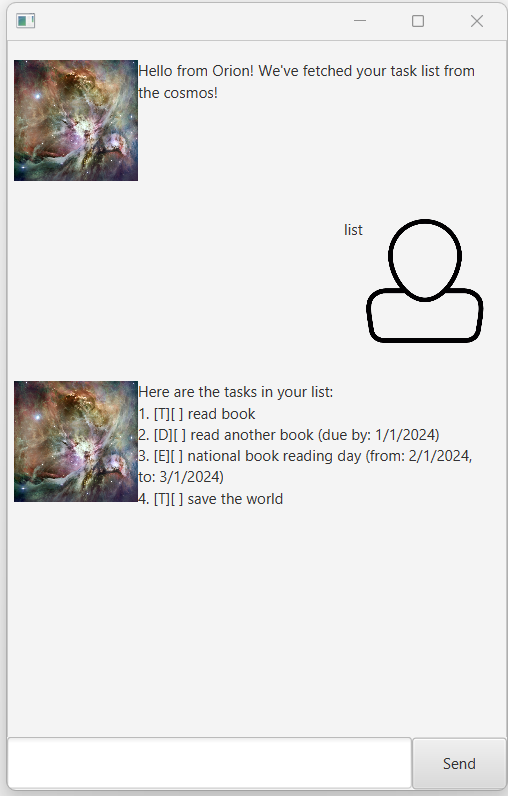 Hello from Orion! We've fetched your task list from
the cosmos!
list
Here are the tasks in your list:
1. [T][ ] read book
2. [D][ ] read another book (due by: 1/1/2024)
3. [E][ ] national book reading day (from: 2/1/2024,
to: 3/1/2024)
4. [T][ ] save the world
Send